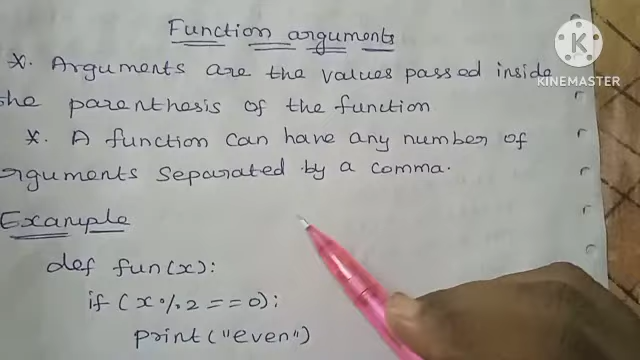 Function arguments
*. Arguments are the values passed inside
the parenthesis of the function
*. A function can have any number of
arguments separated by a comma.
Example
def fun(x):
if (x%2==0):
print("even")
K
KINEMASTER